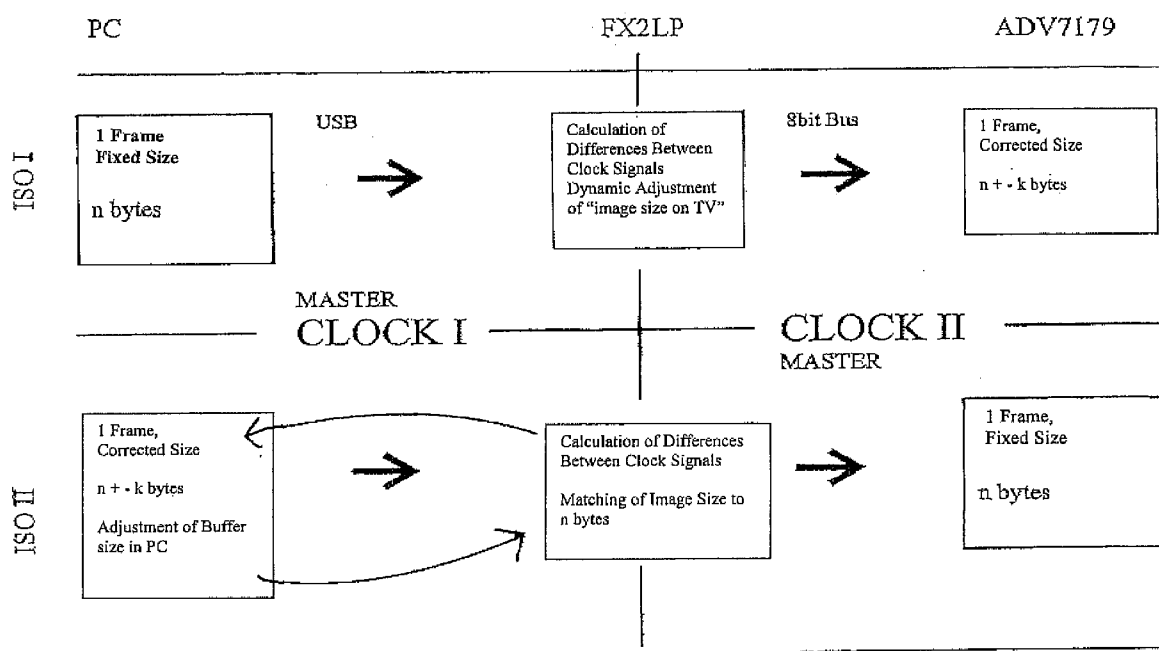 PC
FX2LP
ADV7179
ISO I
1 Frame
Fixed Size
n bytes
USB
Calculation of
Differences Between
Clock Signals
Dynamic Adjustment
of "image size on TV"
8bit Bus
1 Frame,
Corrected Size
n + - k bytes
MASTER
CLOCK I
CLOCK II
MASTER
ISO II
1 Frame,
Corrected Size
n + - k bytes
Adjustment of Buffer
size in PC
Calculation of Differences
Between Clock Signals
Matching of Image Size to
n bytes
1 Frame,
Fixed Size
n bytes